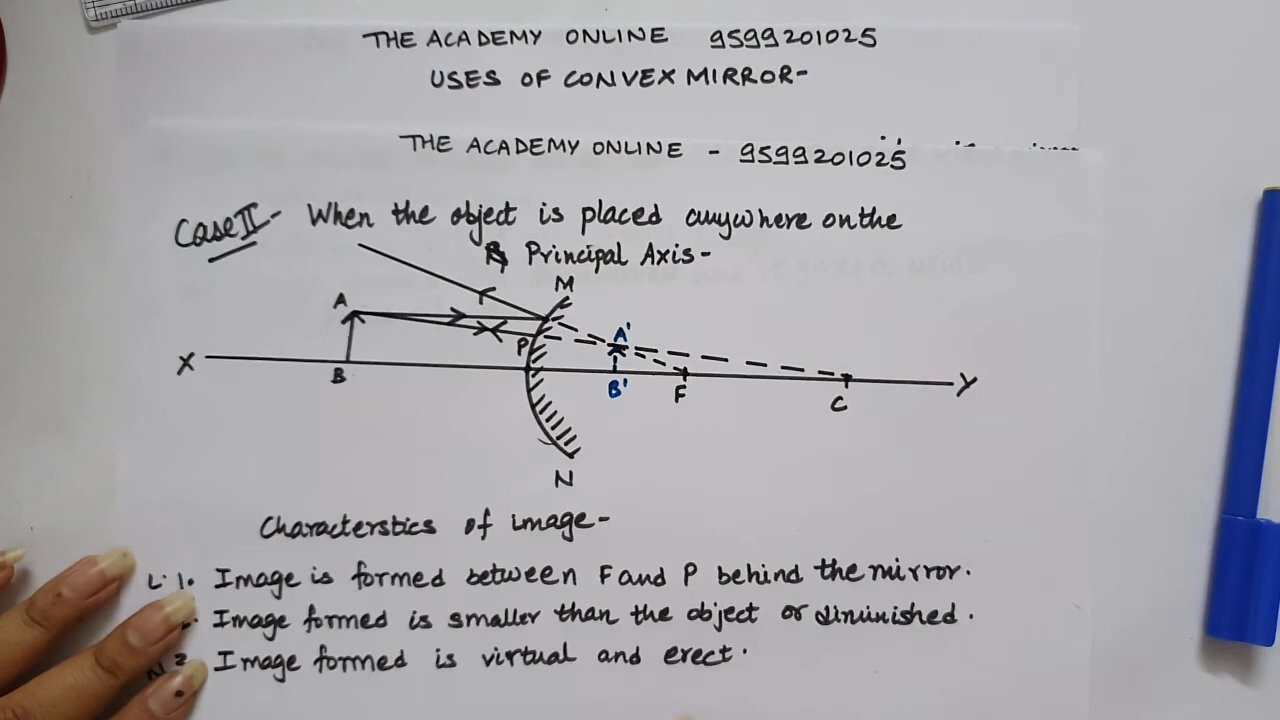 THE ACADEMY ONLINE 9599201025
USES OF CONVEX MIRROR-
THE ACADEMY ONLINE - 9599201025
Case II- When the object is placed anywhere on the
Principal Axis-
M
A
A'
P
X
B
B'
F
C
Y
N
Characterstics of image-
1. Image is formed between F and P behind the mirror.
Image formed is smaller than the object or diminished.
Image formed is virtual and erect.